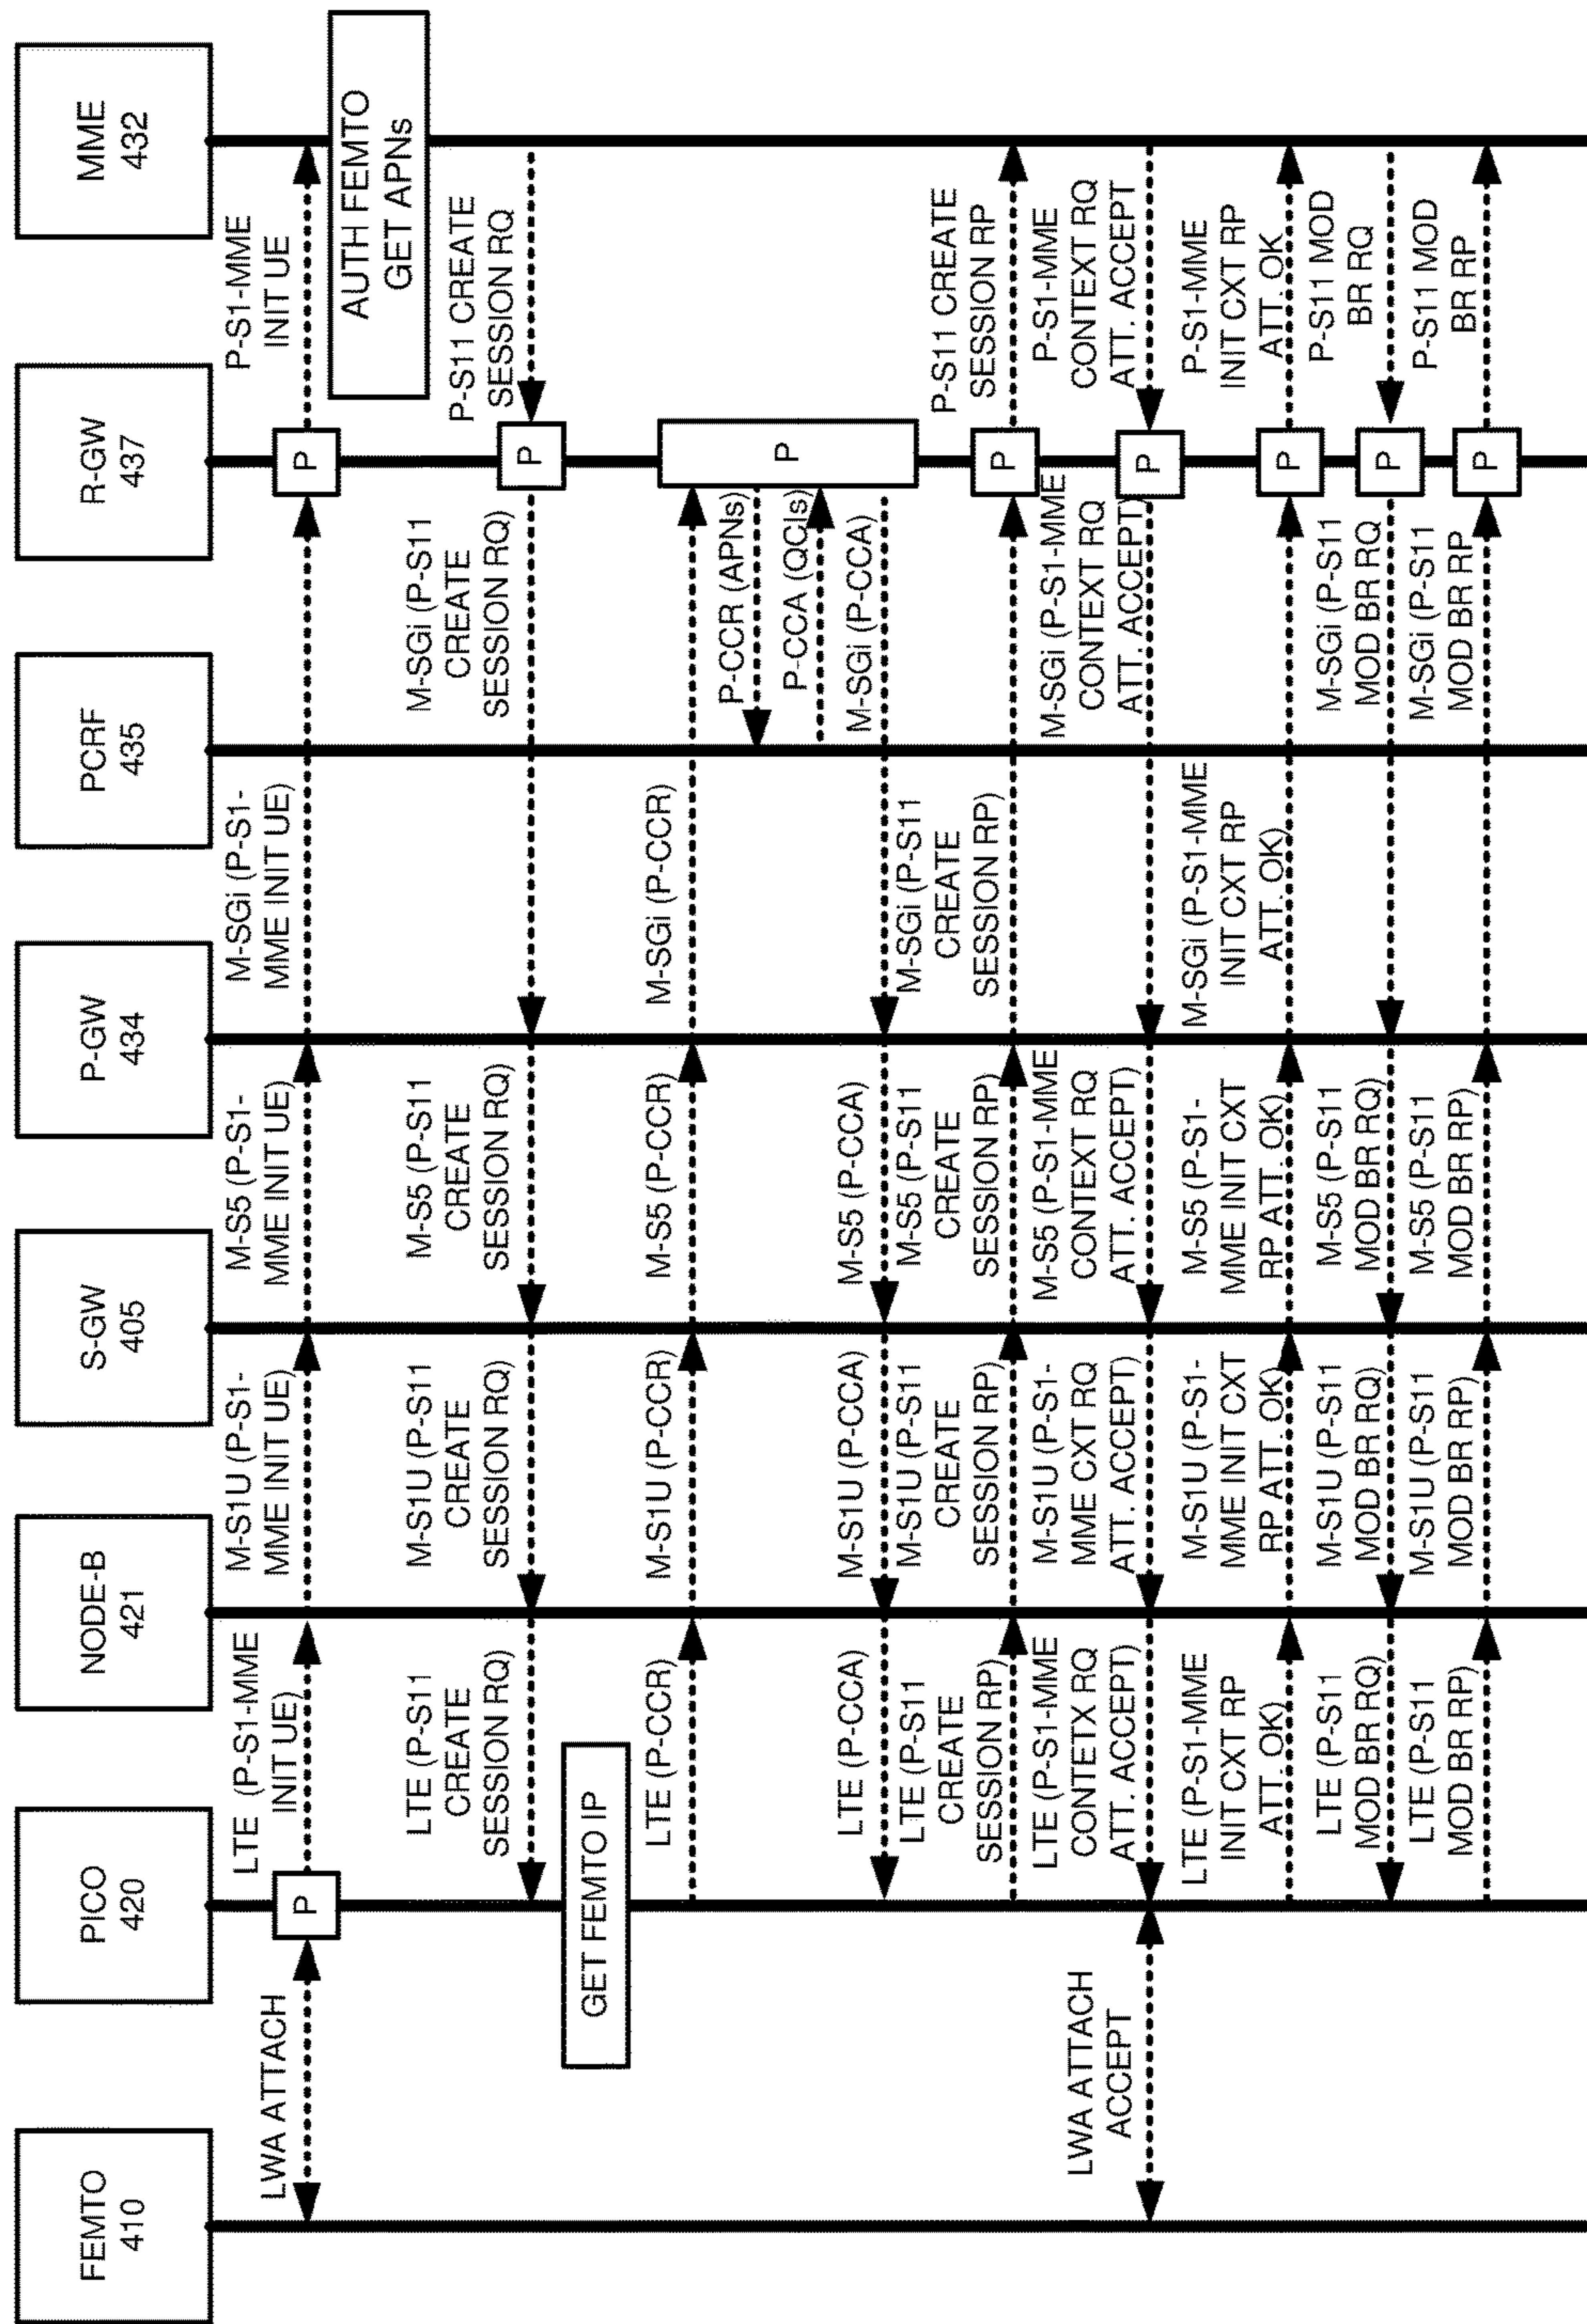 FEMTO
410
PICO
420
NODE-B
421
S-GW
405
P-GW
434
PCRF
435
R-GW
437
MME
432
LWA ATTACH
P
LTE (P-S1-MME
INIT UE)
M-S1U (P-S1-
MME INIT UE)
M-S5 (P-S1-
MME INIT UE)
M-SGi (P-S1-
MME INIT UE)
P
P-S1-MME
INIT UE
AUTH FEMTO
GET APNs
LTE (P-S11
CREATE
SESSION RQ)
M-S1U (P-S11
CREATE
SESSION RQ)
M-S5 (P-S11
CREATE
SESSION RQ)
M-SGi (P-S11
CREATE
SESSION RQ)
P
P-S11 CREATE
SESSION RQ
GET FEMTO IP
LTE (P-CCR)
M-S1U (P-CCR)
M-S5 (P-CCR)
M-SGi (P-CCR)
P-CCR (APNs)
P
P-CCA (QCIs)
LTE (P-CCA)
M-S1U (P-CCA)
M-S5 (P-CCA)
M-SGi (P-CCA)
LTE (P-S11
CREATE
SESSION RP)
M-S1U (P-S11
CREATE
SESSION RP)
M-S5 (P-S11
CREATE
SESSION RP)
M-SGi (P-S11
CREATE
SESSION RP)
P
P-S11 CREATE
SESSION RP
LWA ATTACH
ACCEPT
LTE (P-S1-MME
CONTETX RQ
ATT. ACCEPT)
M-S1U (P-S1-
MME CXT RQ
ATT. ACCEPT)
M-S5 (P-S1-MME
CONTEXT RQ
ATT. ACCEPT)
M-SGi (P-S1-MME
CONTEXT RQ
ATT. ACCEPT)
P
P-S1-MME
CONTEXT RQ
ATT. ACCEPT
LTE (P-S1-MME
INIT CXT RP
ATT. OK)
M-S1U (P-S1-
MME INIT CXT
RP ATT. OK)
M-S5 (P-S1-
MME INIT CXT
RP ATT. OK)
M-SGi (P-S1-MME
INIT CXT RP
ATT. OK)
P
P-S1-MME
INIT CXT RP
ATT. OK
LTE (P-S11
MOD BR RQ)
M-S1U (P-S11
MOD BR RQ)
M-S5 (P-S11
MOD BR RQ)
M-SGi (P-S11
MOD BR RQ
P
P-S11 MOD
BR RQ
LTE (P-S11
MOD BR RP)
M-S1U (P-S11
MOD BR RP)
M-S5 (P-S11
MOD BR RP)
M-SGi (P-S11
MOD BR RP
P
P-S11 MOD
BR RP